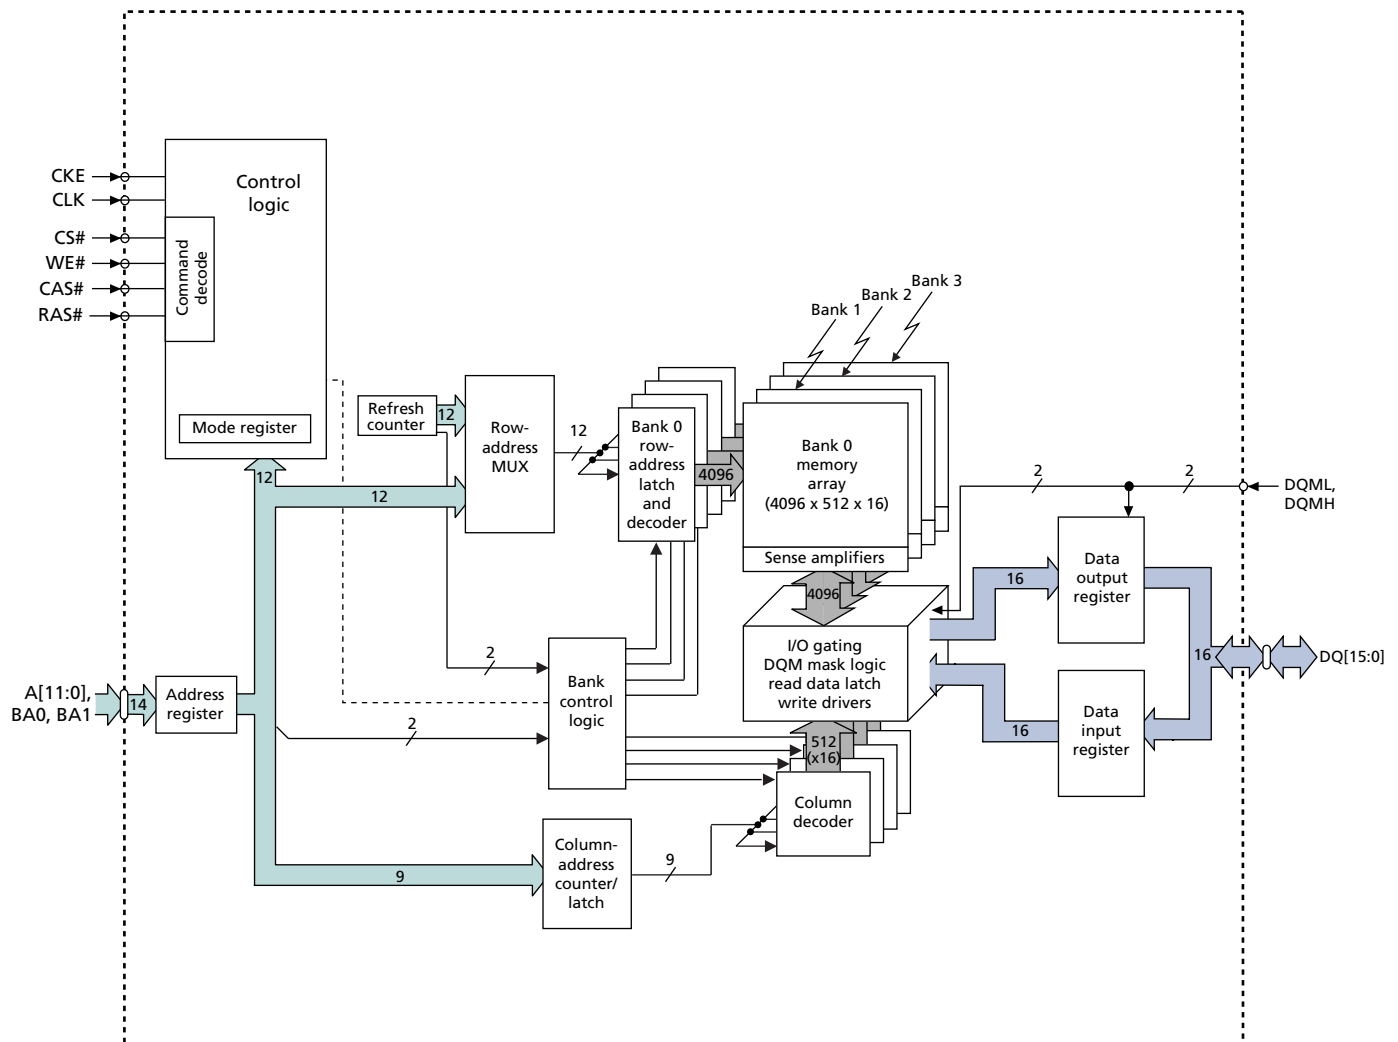 CKE
CLK
CS#
WE#
CAS#
RAS#
Control
logic
Command
decode
Mode register
Bank 1
Bank 2
Bank 3
Refresh
counter
12
Row-
address
MUX
12
Bank 0
row-
address
latch
and
decoder
4096
Bank 0
memory
array
(4096 x 512 x 16)
Sense amplifiers
12
12
2
2
DQML,
DQMH
4096
16
Data
output
register
I/O gating
DQM mask logic
read data latch
write drivers
2
Bank
control
logic
16
DQ[15:0]
A[11:0],
BA0, BA1
14
Address
register
2
16
Data
input
register
512
(x16)
Column
decoder
9
Column-
address
counter/
latch
9